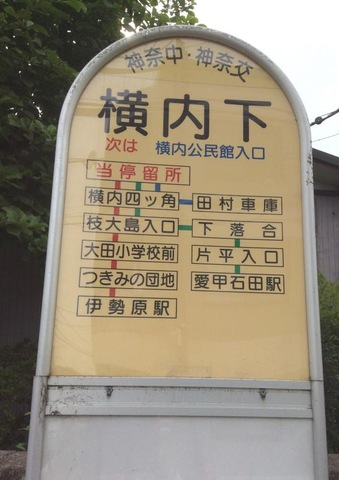 神奈中・神奈交
横内下
次は 横内公民館入口
当停留所
横内四ッ角 田村車庫
枝大島入口 下落合
大田小学校前 片平入口
つきみの団地 愛甲石田駅
伊勢原駅